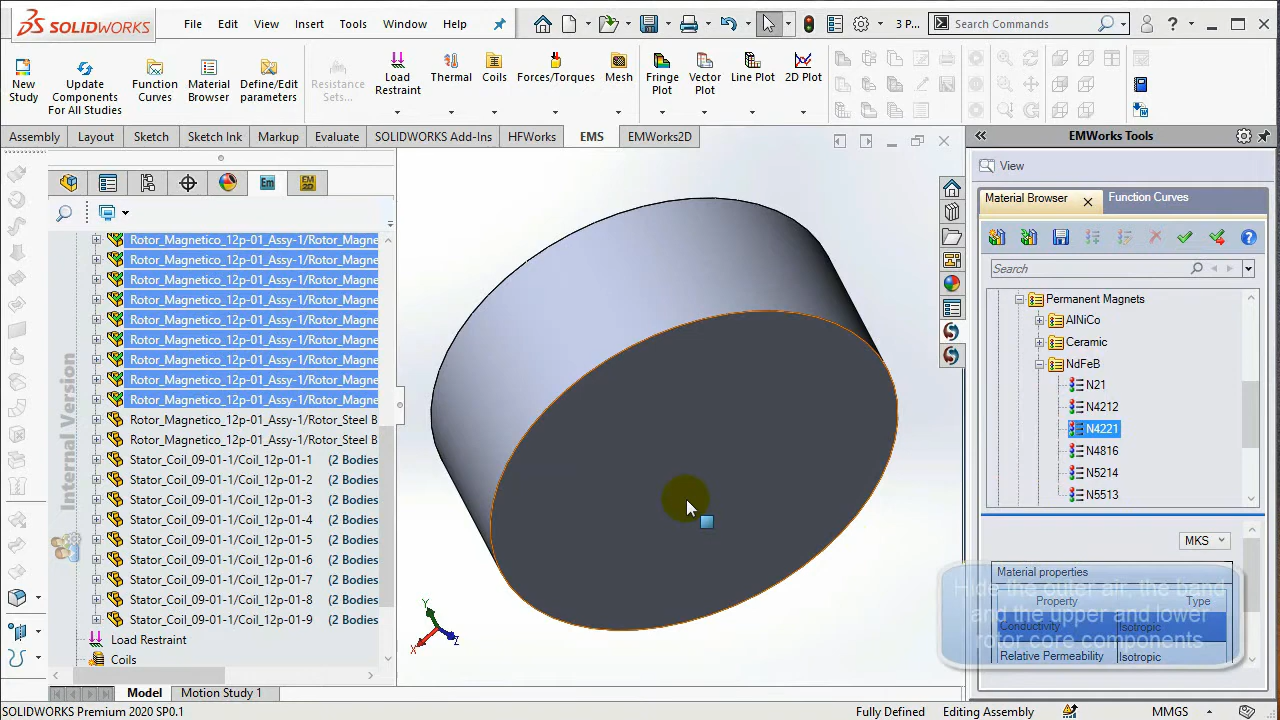 SOLIDWORKS
File Edit View Insert Tools Window Help
3 P...
Search Commands
New Study
Update Components For All Studies
Function Curves
Material Browser
Define/Edit parameters
Resistance Sets...
Load Restraint
Thermal
Coils
Forces/Torques
Mesh
Fringe Plot
Vector Plot
Line Plot
2D Plot
Assembly Layout Sketch Sketch Ink Markup Evaluate SOLIDWORKS Add-Ins HFWorks EMS EMWorks2D
Rotor_Magnetico_12p-01_Assy-1/Rotor_Magne
Rotor_Magnetico_12p-01_Assy-1/Rotor_Magne
Rotor_Magnetico_12p-01_Assy-1/Rotor_Magne
Rotor_Magnetico_12p-01_Assy-1/Rotor_Magne
Rotor_Magnetico_12p-01_Assy-1/Rotor_Magne
Rotor_Magnetico_12p-01_Assy-1/Rotor_Magne
Rotor_Magnetico_12p-01_Assy-1/Rotor_Magne
Rotor_Magnetico_12p-01_Assy-1/Rotor_Magne
Rotor_Magnetico_12p-01_Assy-1/Rotor_Magne
Rotor_Magnetico_12p-01_Assy-1/Rotor_Steel B
Rotor_Magnetico_12p-01_Assy-1/Rotor_Steel B
Stator_Coil_09-01-1/Coil_12p-01-1 (2 Bodies
Stator_Coil_09-01-1/Coil_12p-01-2 (2 Bodies
Stator_Coil_09-01-1/Coil_12p-01-3 (2 Bodies
Stator_Coil_09-01-1/Coil_12p-01-4 (2 Bodies
Stator_Coil_09-01-1/Coil_12p-01-5 (2 Bodies
Stator_Coil_09-01-1/Coil_12p-01-6 (2 Bodies
Stator_Coil_09-01-1/Coil_12p-01-7 (2 Bodies
Stator_Coil_09-01-1/Coil_12p-01-8 (2 Bodies
Stator_Coil_09-01-1/Coil_12p-01-9 (2 Bodies
Load Restraint
Coils
Internal Version
Y
X
Z
EMWorks Tools
View
Material Browser
Function Curves
Search
Permanent Magnets
AlNiCo
Ceramic
NdFeB
N21
N4212
N4221
N4816
N5214
N5513
MKS
Material properties
Property Type
Conductivity Isotropic
Relative Permeability Isotropic
Hide the outer air, the band
and the upper and lower
rotor core components
Model Motion Study 1
SOLIDWORKS Premium 2020 SP0.1
Fully Defined Editing Assembly MMGS